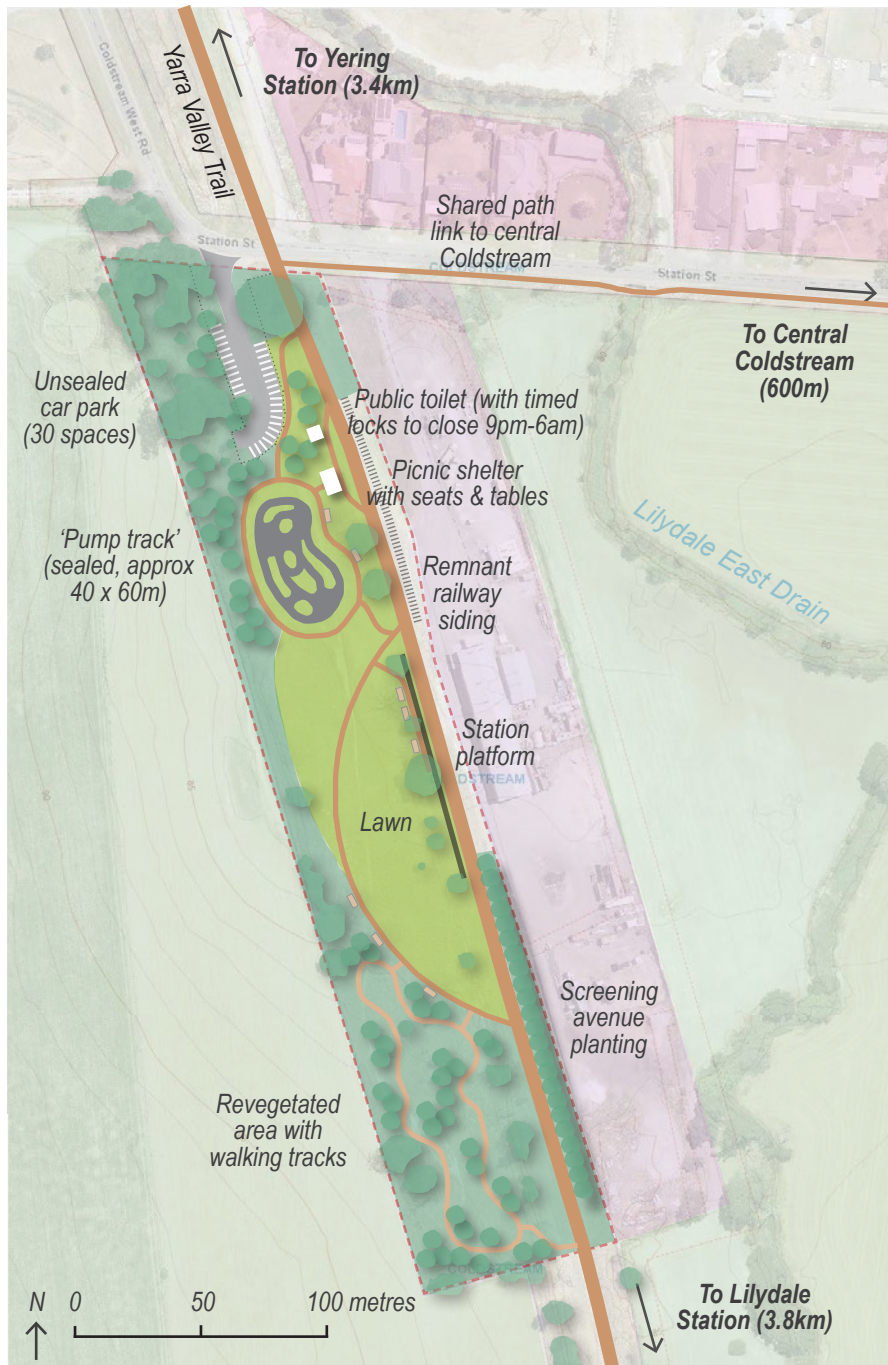 To Yering
Station (3.4km)
Coldstream West Rd
Yarra Valley Trail
Shared path
link to central
Coldstream
Station St
COLDSTREAM
Station St
To Central
Coldstream
(600m)
Unsealed
car park
(30 spaces)
Public toilet (with timed
locks to close 9pm-6am)
Picnic shelter
with seats & tables
Lilydale East Drain
'Pump track'
(sealed, approx
40 x 60m)
Remnant
railway
siding
Station
platform
DSTREAM
Lawn
Screening
avenue
planting
Revegetated
area with
walking tracks
COLDSTREAM
To Lilydale
Station (3.8km)
N 0 50 100 metres